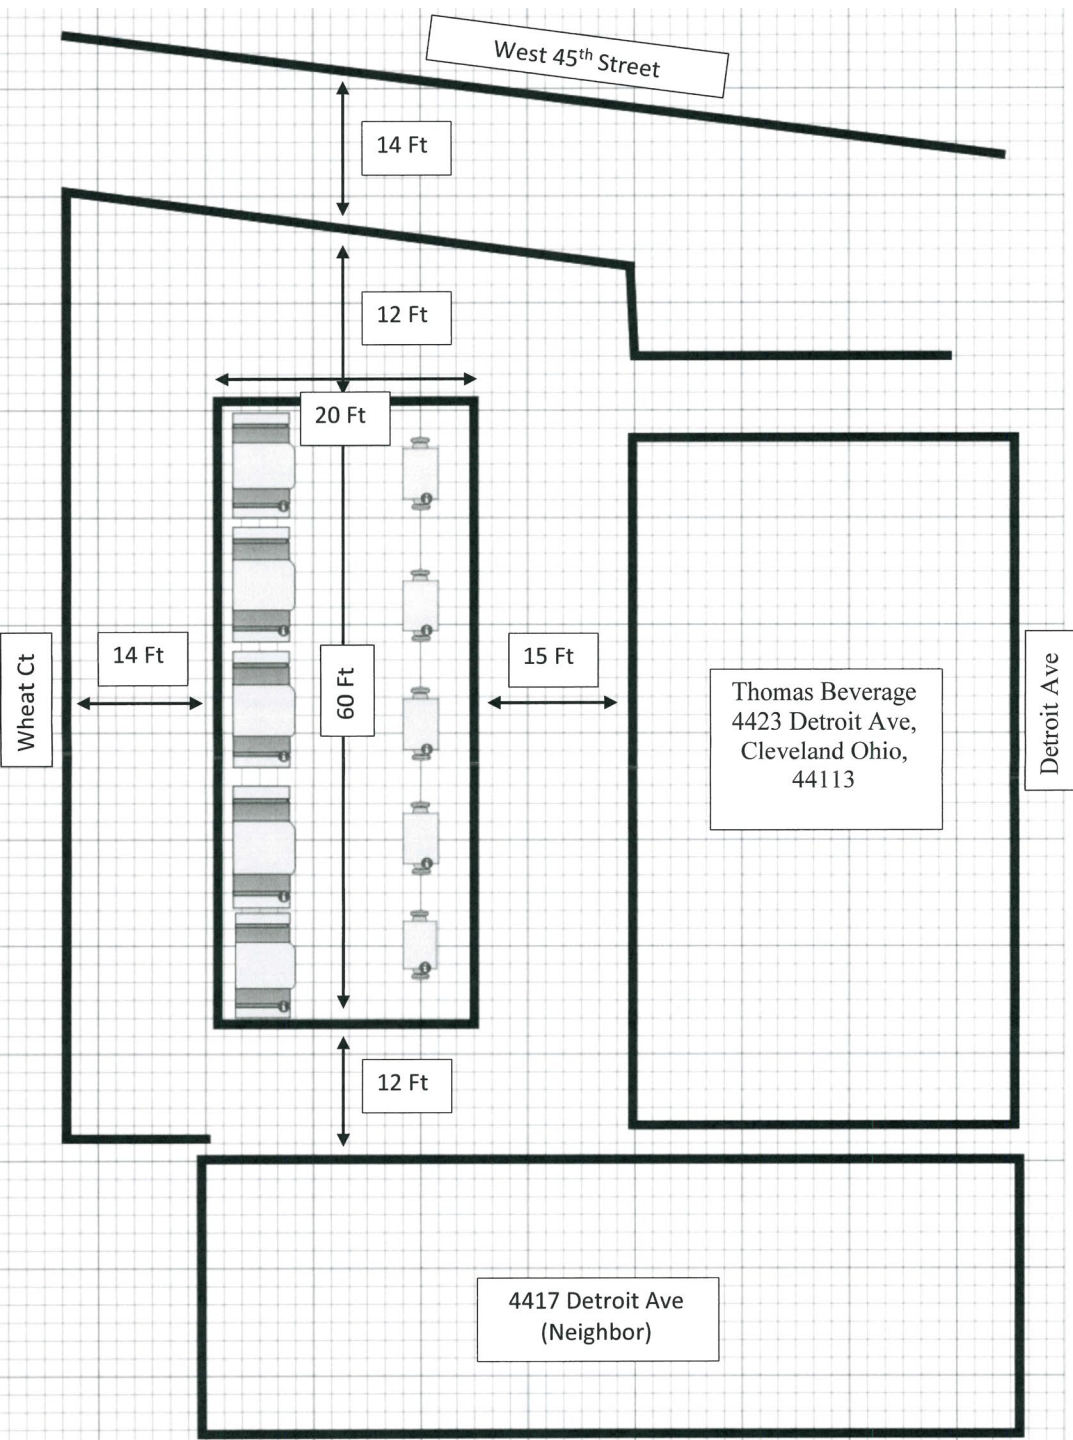 West 45th Street
14 Ft
12 Ft
20 Ft
14 Ft
60 Ft
15 Ft
Wheat Ct
Thomas Beverage
4423 Detroit Ave,
Cleveland Ohio,
44113
Detroit Ave
12 Ft
4417 Detroit Ave
(Neighbor)